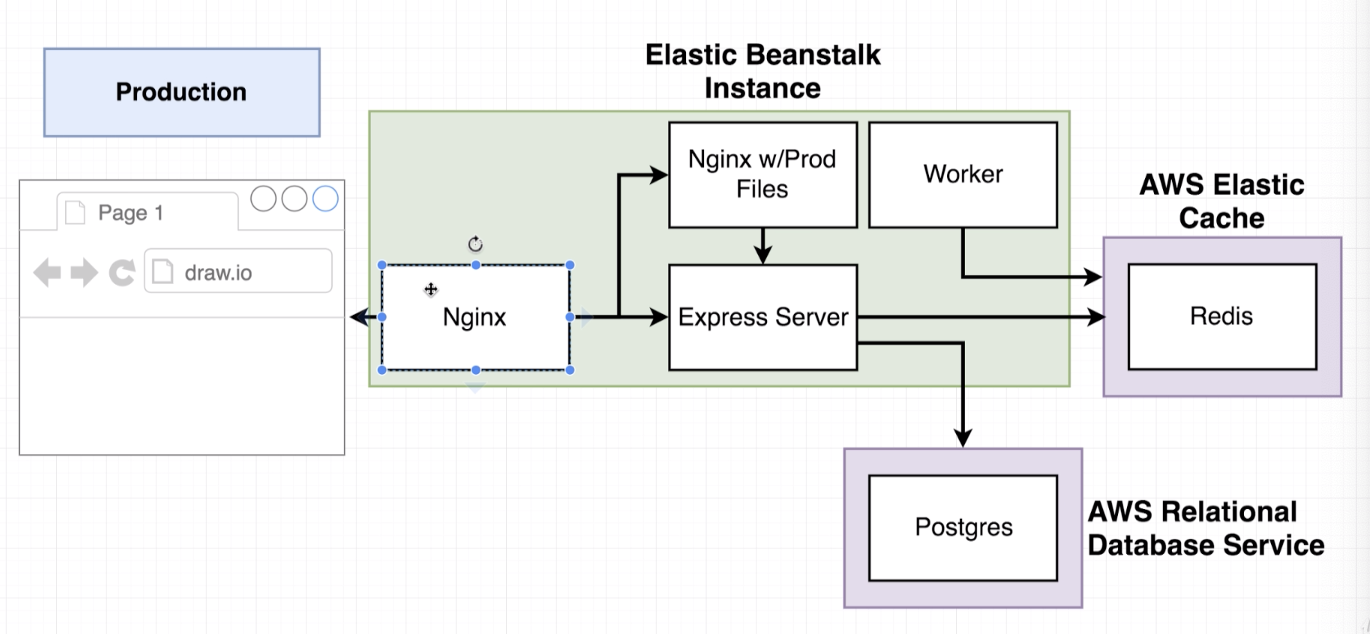 Production
Elastic Beanstalk
Instance
Page 1
draw.io
Nginx
Nginx w/Prod
Files
Worker
Express Server
AWS Elastic
Cache
Redis
Postgres
AWS Relational
Database Service